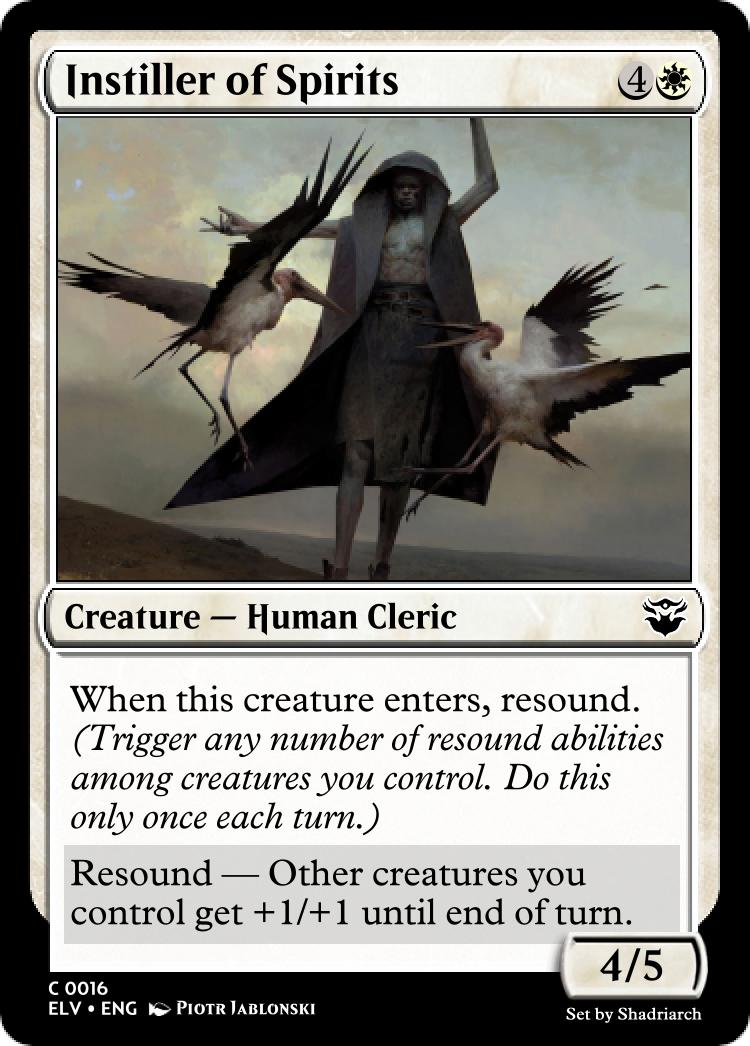 Instiller of Spirits
4
Creature — Human Cleric
When this creature enters, resound.
(Trigger any number of resound abilities
among creatures you control. Do this
only once each turn.)
Resound — Other creatures you
control get +1/+1 until end of turn.
4/5
C 0016
ELV • ENG Piotr Jablonski
Set by Shadriarch